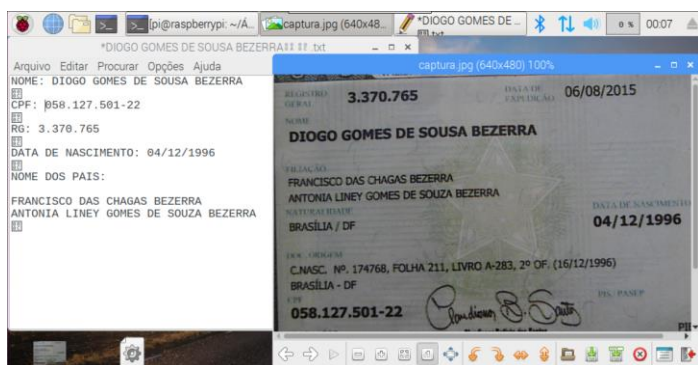 [pi@raspberrypi: ~/Á...
captura.jpg (640x48...
*DIOGO GOMES DE ...
.txt
0 %
00:07
*DIOGO GOMES DE SOUSA BEZERRA .txt
Arquivo Editar Procurar Opções Ajuda
NOME: DIOGO GOMES DE SOUSA BEZERRA
CPF: 058.127.501-22
RG: 3.370.765
DATA DE NASCIMENTO: 04/12/1996
NOME DOS PAIS:
FRANCISCO DAS CHAGAS BEZERRA
ANTONIA LINEY GOMES DE SOUZA BEZERRA
captura.jpg (640x480) 100%
REGISTRO GERAL 3.370.765 DATA DE EXPEDIÇÃO 06/08/2015
NOME
DIOGO GOMES DE SOUSA BEZERRA
FILIAÇÃO
FRANCISCO DAS CHAGAS BEZERRA
ANTONIA LINEY GOMES DE SOUZA BEZERRA
NATURALIDADE DATA DE NASCIMENTO
BRASÍLIA / DF 04/12/1996
DOC. ORIGEM
C.NASC. Nº. 174768, FOLHA 211, LIVRO A-283, 2º OF. (16/12/1996)
BRASÍLIA - DF
CPF PIS / PASEP
058.127.501-22